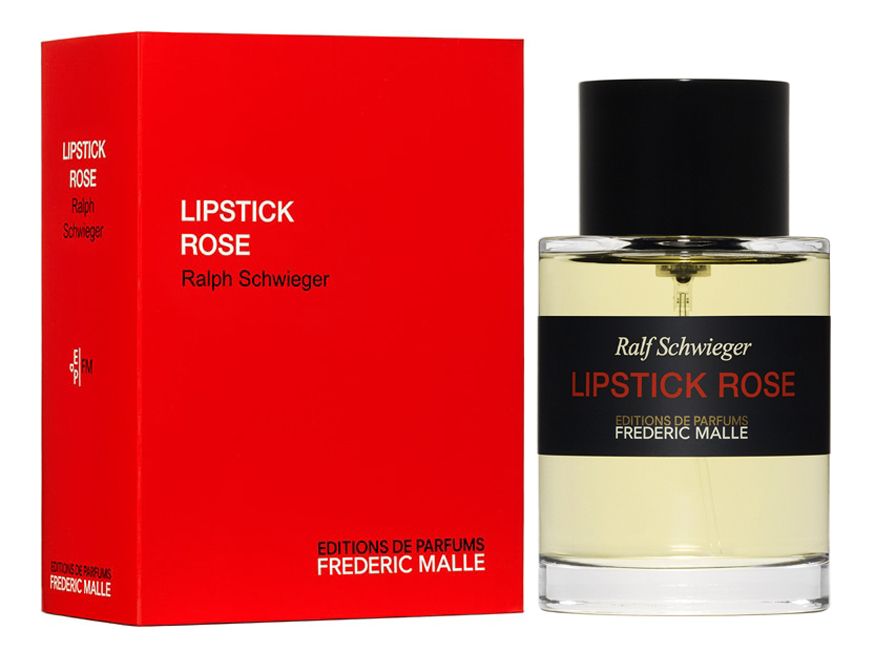 LIPSTICK
ROSE
Ralph
Schwieger
E
P
d
FM
EDITIONS DE PARFUMS
FREDERIC MALLE
LIPSTICK
ROSE
Ralph Schwieger
EDITIONS DE PARFUMS
FREDERIC MALLE
Ralf Schwieger
LIPSTICK ROSE
EDITIONS DE PARFUMS
FREDERIC MALLE